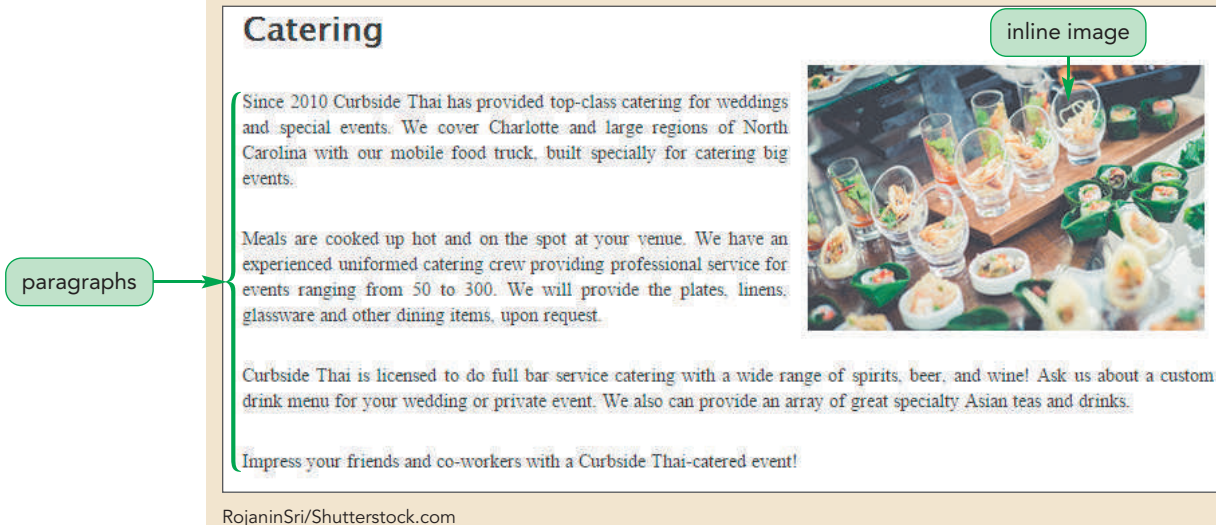 Catering
inline image
Since 2010 Curbside Thai has provided top-class catering for weddings
and special events. We cover Charlotte and large regions of North
Carolina with our mobile food truck, built specially for catering big
events.
paragraphs
Meals are cooked up hot and on the spot at your venue. We have an
experienced uniformed catering crew providing professional service for
events ranging from 50 to 300. We will provide the plates, linens,
glassware and other dining items, upon request.
Curbside Thai is licensed to do full bar service catering with a wide range of spirits, beer, and wine! Ask us about a custom
drink menu for your wedding or private event. We also can provide an array of great specialty Asian teas and drinks.
Impress your friends and co-workers with a Curbside Thai-catered event!
RojaninSri/Shutterstock.com